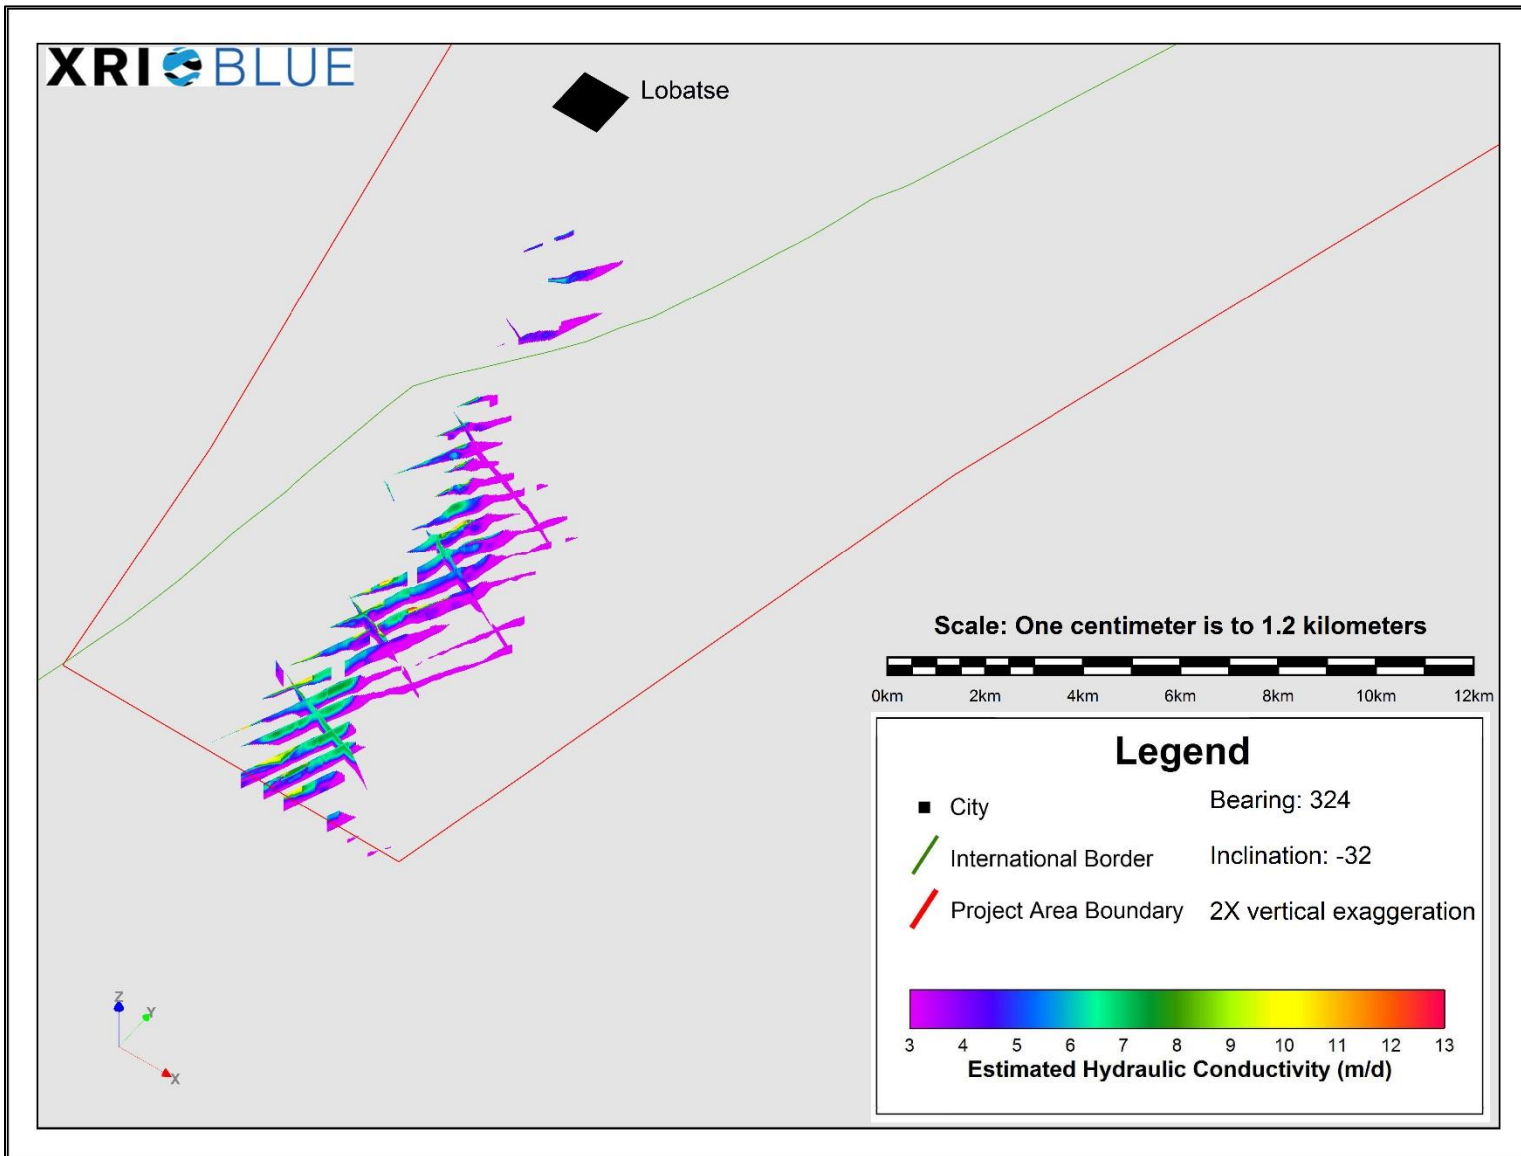 XRI BLUE
Lobatse
Scale: One centimeter is to 1.2 kilometers
0km 2km 4km 6km 8km 10km 12km
Legend
City
Bearing: 324
International Border
Inclination: -32
Project Area Boundary
2X vertical exaggeration
3 4 5 6 7 8 9 10 11 12 13
Estimated Hydraulic Conductivity (m/d)
Z
Y
X